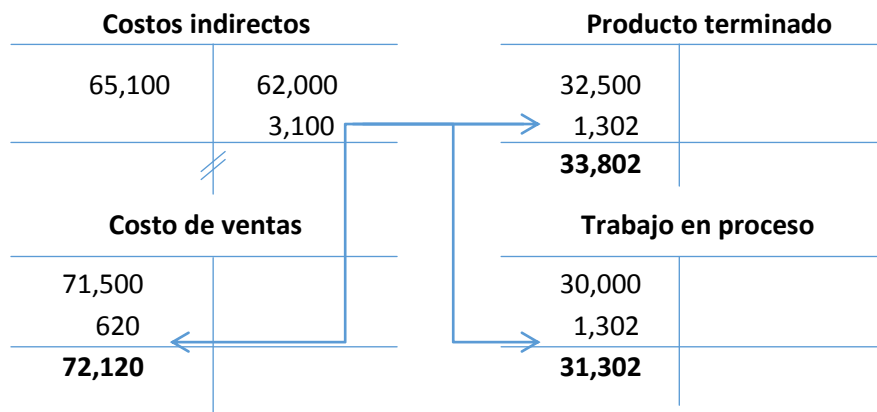 Costos indirectos
65,100 62,000
3,100
Producto terminado
32,500
1,302
33,802
Costo de ventas
71,500
620
72,120
Trabajo en proceso
30,000
1,302
31,302